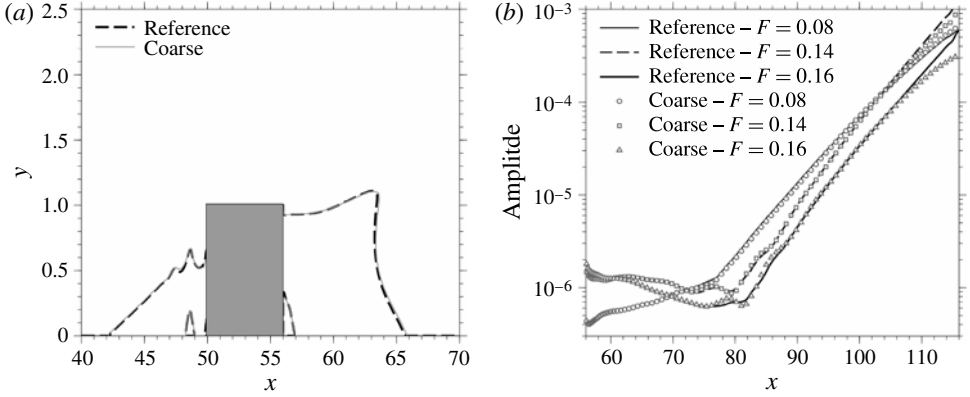 (a)
Reference
Coarse
2.5
2.0
1.5
1.0
0.5
0
y
40 45 50 55 60 65 70
x
(b)
10−3
10−4
10−5
10−6
Amplitde
Reference – F = 0.08
Reference – F = 0.14
Reference – F = 0.16
Coarse – F = 0.08
Coarse – F = 0.14
Coarse – F = 0.16
60 70 80 90 100 110
x